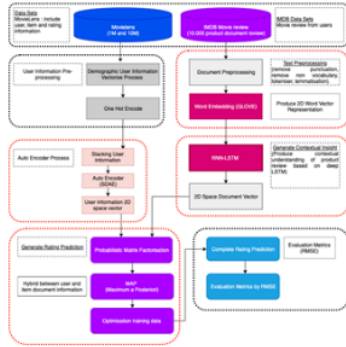 Data Sets
MovieLens : include
user, item and rating
information
Movielens
(1M and 10M)
IMDB Movie review
(10.000 product document review)
IMDB Data Sets
Movie review from users
User Information Pre-
processing
Demographic User Information
Vectorise Process
One Hot Encode
Document Preprocessing
Word Embedding (GLOVE)
Text Preprocessing
(remove punctuation,
remove non vocabulary,
tokeniser, lemmatisation).
Produce 2D Word Vector
Representation
Auto Encoder Process
Stacking User
Information
Auto Encoder
(SDAE)
User Information 2D
space vector
RNN-LSTM
2D Space Document Vector
Generate Contextual Insight
(Produce contextual
understanding of product
review based on deep
LSTM)
Generate Rating Prediction
Hybrid between user and
item document information
Probabilistic Matrix Factorisation
MAP
(Maximum a Posterior)
Optimisation training data
Complete Rating Prediction
Evaluation Metrics by RMSE
Evaluation Metrics
(RMSE)